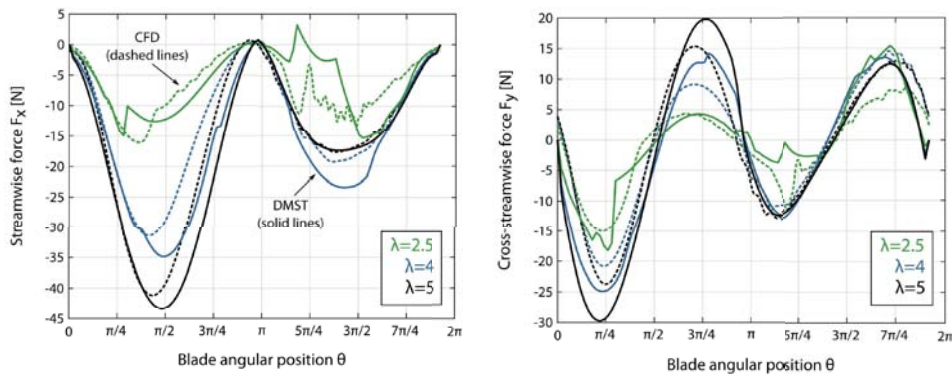 Streamwise force Fx [N]
5
0
-5
-10
-15
-20
-25
-30
-35
-40
-45
CFD
(dashed lines)
DMST
(solid lines)
λ=2.5
λ=4
λ=5
0
π/4
π/2
3π/4
π
5π/4
3π/2
7π/4
2π
Blade angular position θ
Cross-streamwise force Fy [N]
20
15
10
5
0
-5
-10
-15
-20
-25
-30
λ=2.5
λ=4
λ=5
0
π/4
π/2
3π/4
π
5π/4
3π/2
7π/4
2π
Blade angular position θ